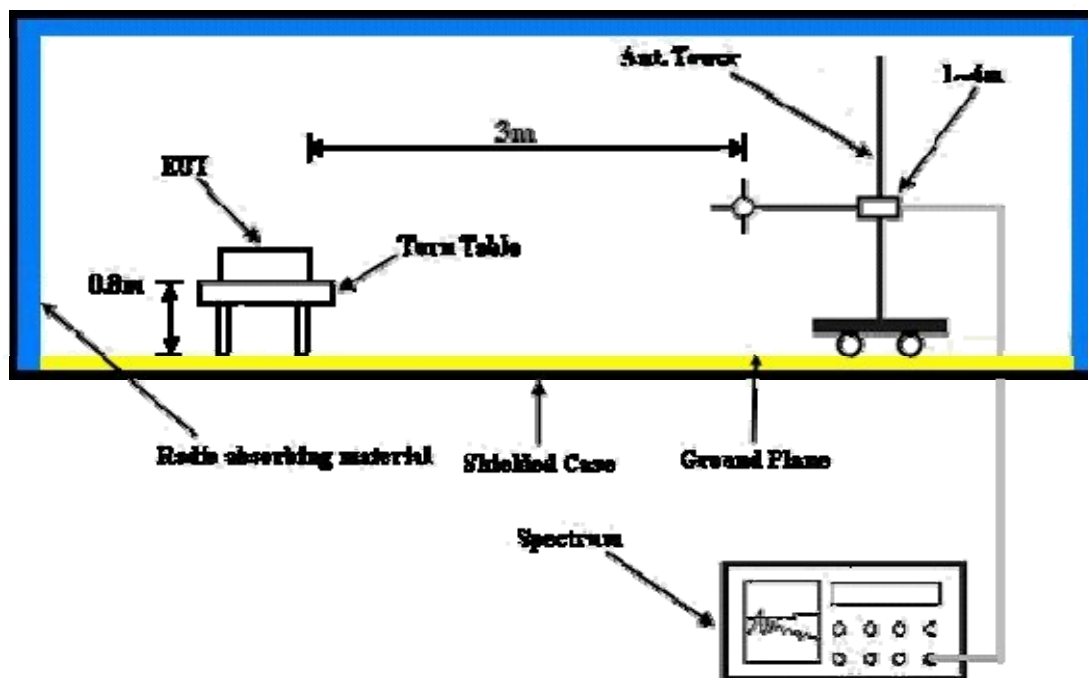 Ant. Tower
1~4m
3m
EUT
Turn Table
0.8m
Radio absorbing material
Shielded Case
Ground Plane
Spectrum